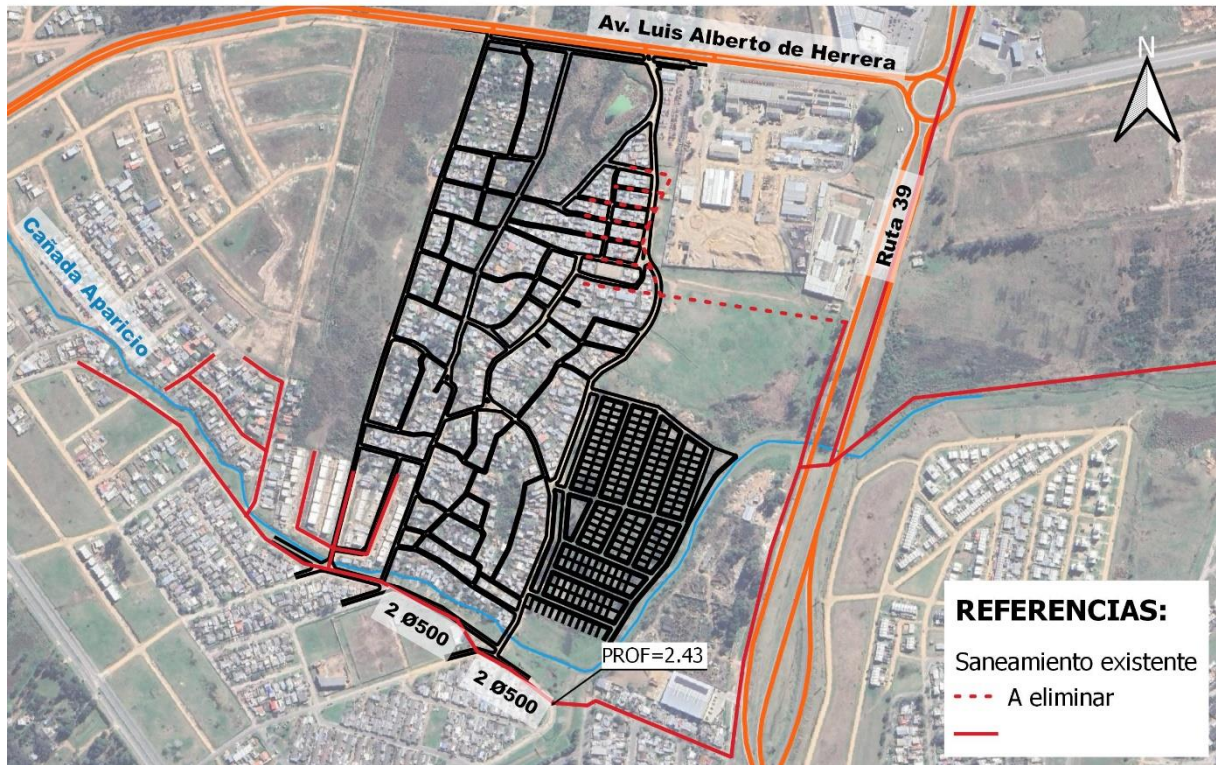 Av. Luis Alberto de Herrera
N
Ruta 39
Cañada Aparicio
2 Ø500
PROF=2.43
2 Ø500
REFERENCIAS:
Saneamiento existente
A eliminar